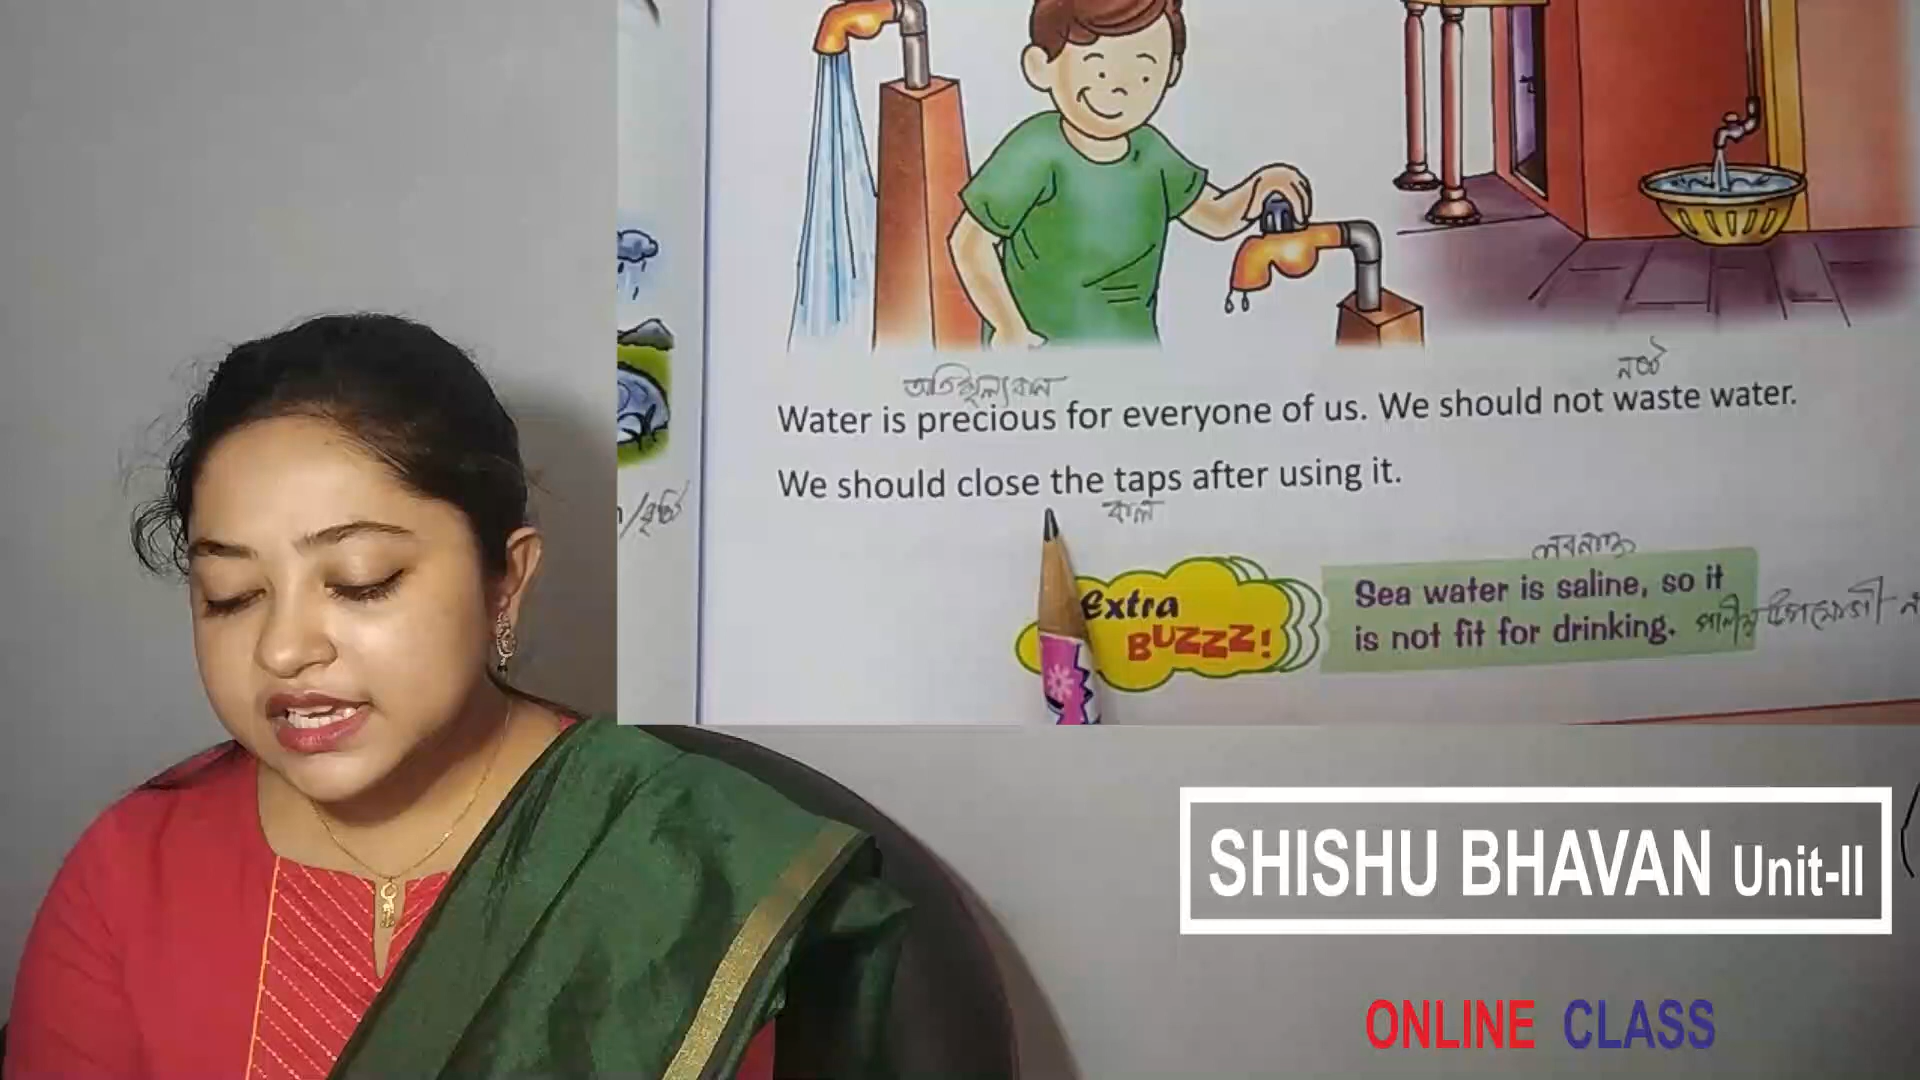 অতিমূল্যবান
নষ্ট
Water is precious for everyone of us. We should not waste water.
We should close the taps after using it.
কল
লবনাক্ত
Extra
BUZZZ!
Sea water is saline, so it
is not fit for drinking.
SHISHU BHAVAN Unit-II
ONLINE CLASS